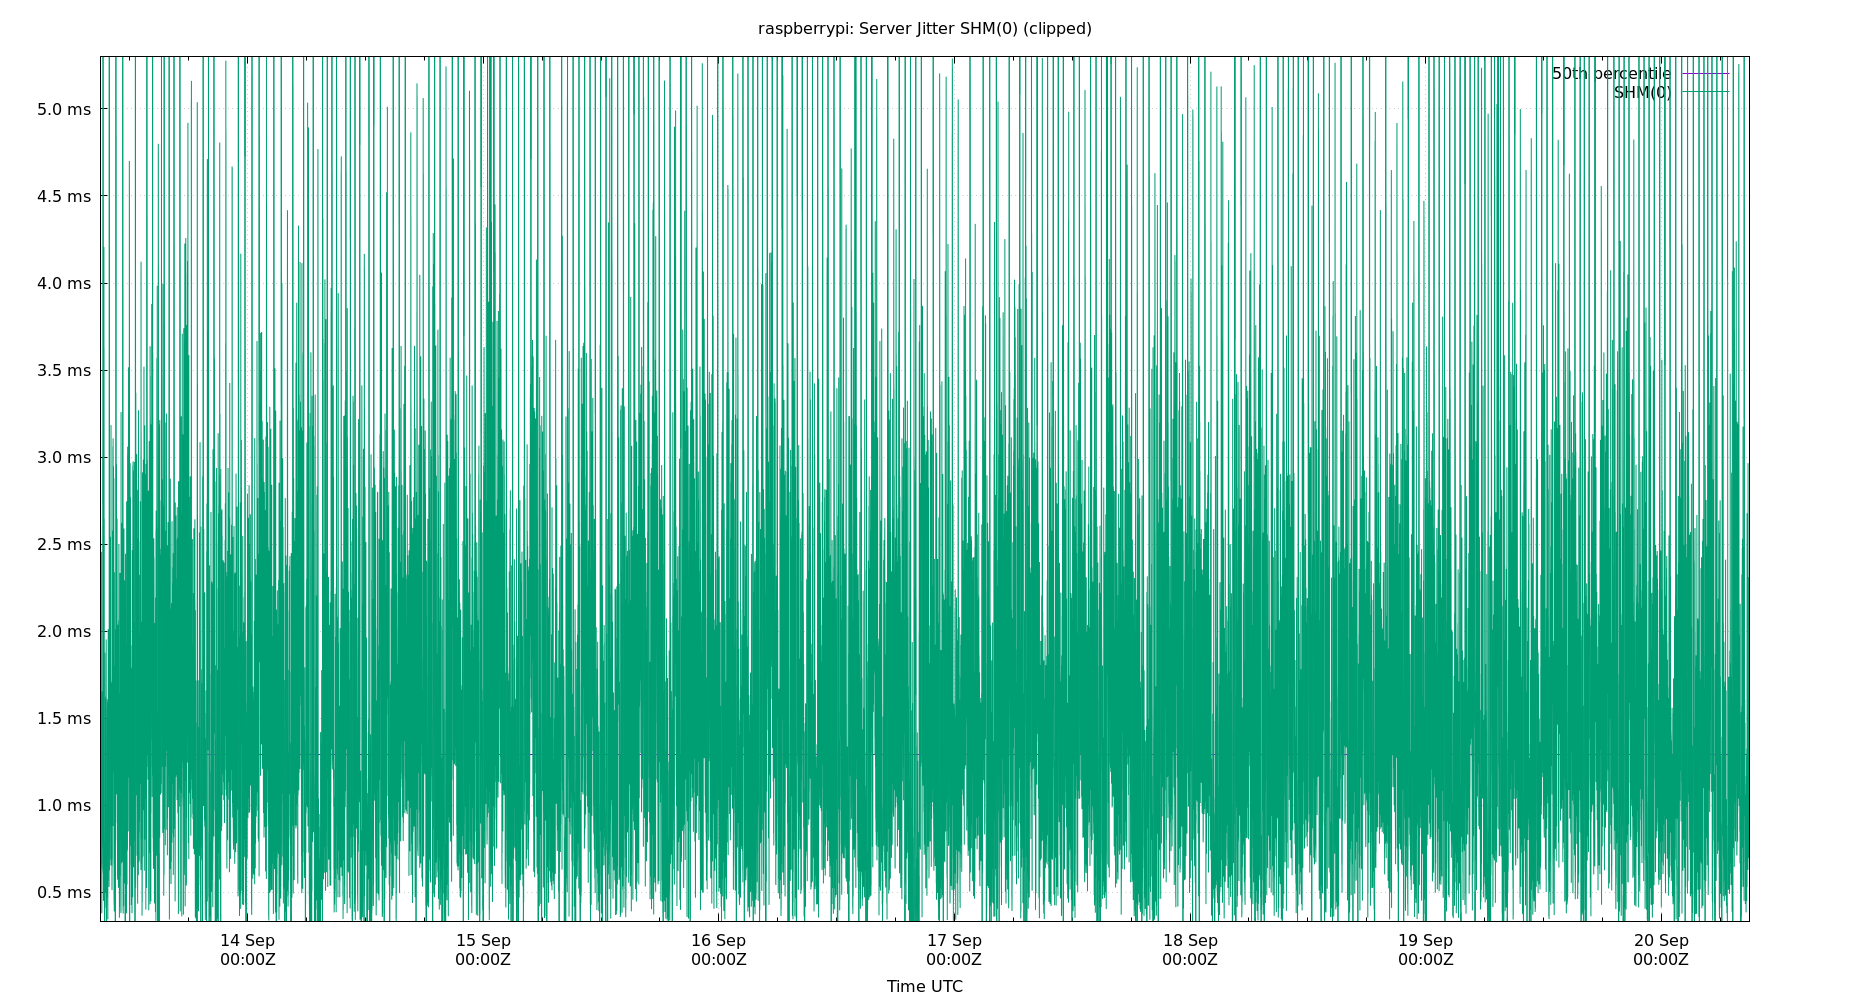 raspberrypi: Server Jitter SHM(0) (clipped)
50th percentile
SHM(0)
5.0 ms
4.5 ms
4.0 ms
3.5 ms
3.0 ms
2.5 ms
2.0 ms
1.5 ms
1.0 ms
0.5 ms
14 Sep 15 Sep 16 Sep 17 Sep 18 Sep 19 Sep 20 Sep
00:00Z 00:00Z 00:00Z 00:00Z 00:00Z 00:00Z 00:00Z
Time UTC